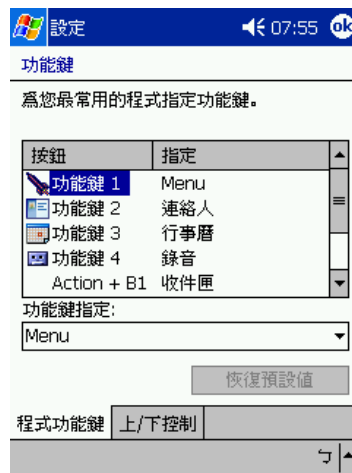 設定 07:55 ok
功能鍵
爲您最常用的程式指定功能鍵。
按鈕 指定
功能鍵 1 Menu
功能鍵 2 連絡人
功能鍵 3 行事曆
功能鍵 4 錄音
Action + B1 收件匣
功能鍵指定:
Menu
恢復預設值
程式功能鍵 上/下控制
ㄅ